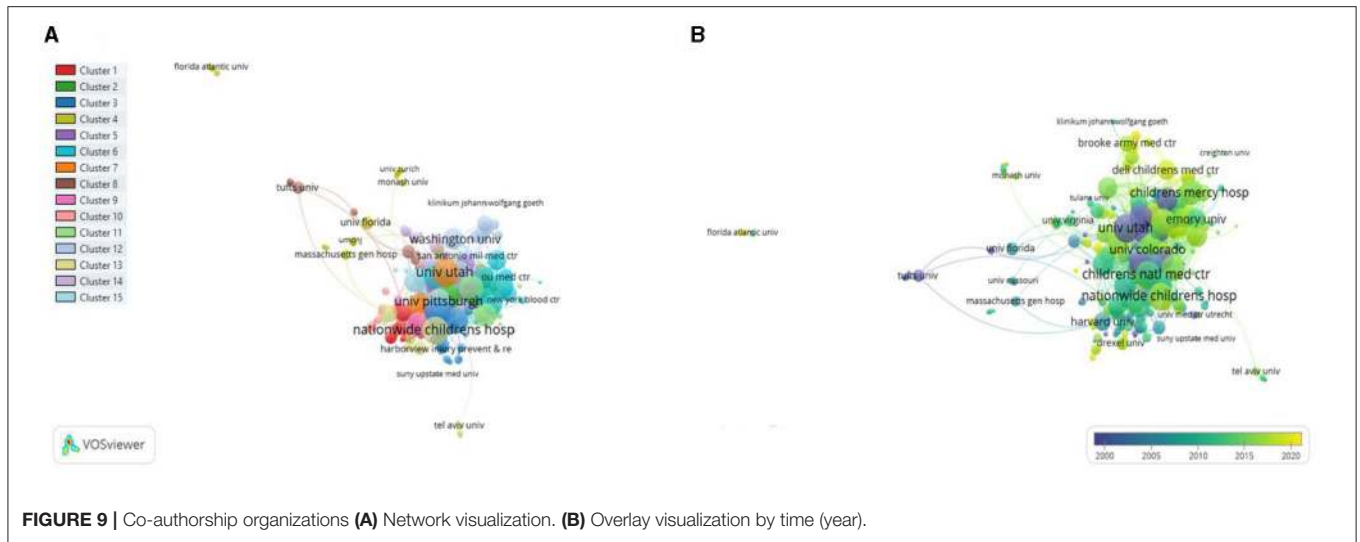 A
Cluster 1
Cluster 2
Cluster 3
Cluster 4
Cluster 5
Cluster 6
Cluster 7
Cluster 8
Cluster 9
Cluster 10
Cluster 11
Cluster 12
Cluster 13
Cluster 14
Cluster 15
florida atlantic univ
univ zurich
monash univ
tufts univ
klinikum johannwolfgang goeth
univ florida
washington univ
massachusetts gen hosp
san antonio mil med ctr
univ utah
ou med ctr
univ pittsburgh
new york blood ctr
nationwide childrens hosp
harborview injury prevent & re
suny upstate med univ
tel aviv univ
VOSviewer
B
klinikum johannwolfgang goeth
brooke army med ctr
creighton univ
dell childrens med ctr
monash univ
tulane univ
childrens mercy hosp
univ virginia
univ utah
emory univ
florida atlantic univ
univ florida
univ colorado
tufts univ
univ missouri
childrens natl med ctr
massachusetts gen hosp
nationwide childrens hosp
harvard univ
univ med ctr utrecht
drexel univ
suny upstate med univ
tel aviv univ
2000 2005 2010 2015 2020
FIGURE 9 | Co-authorship organizations (A) Network visualization. (B) Overlay visualization by time (year).